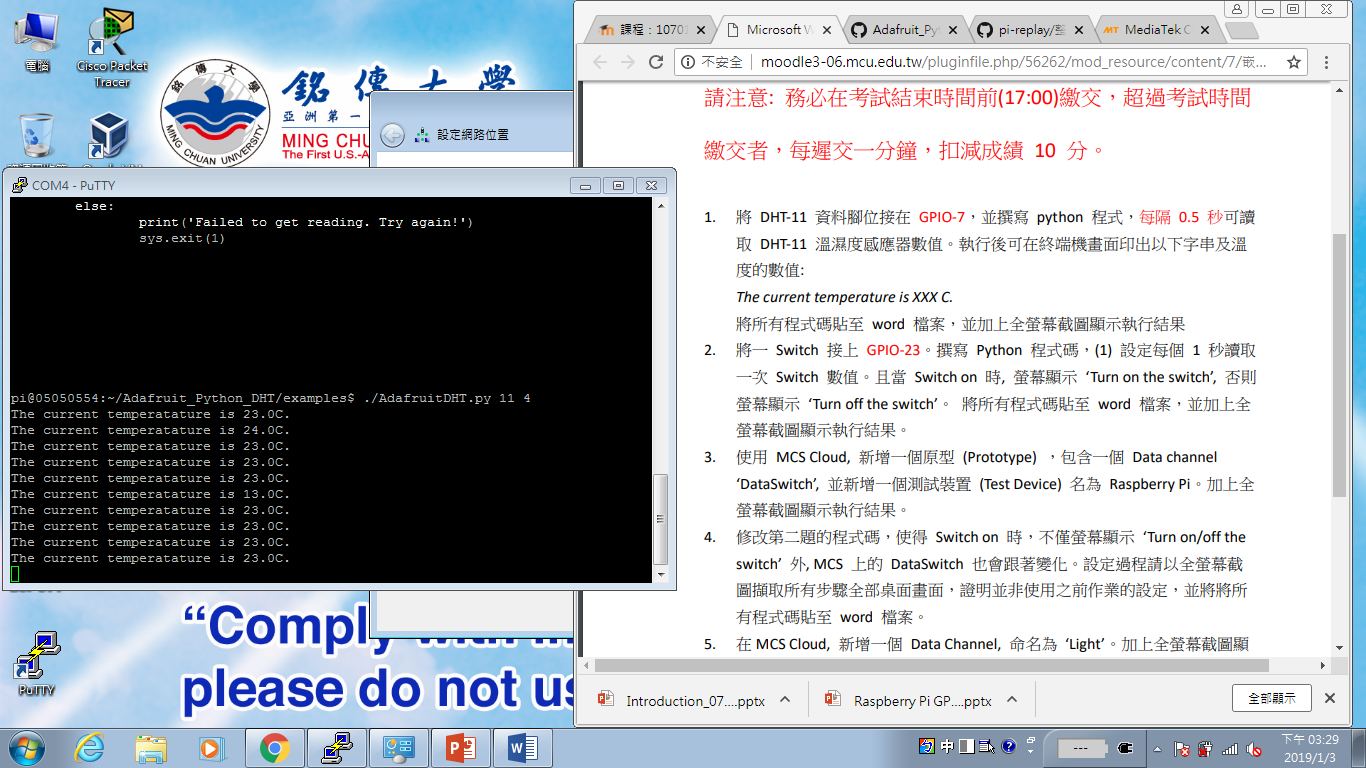 電腦
Cisco Packet
Tracer
銘傳大學
亞洲第一
MING CHU
The First U.S.-A
MING CHUAN UNIVERSITY
設定網路位置
課程：1070
Microsoft W
Adafruit_Py
pi-replay/藍
MediaTek C
不安全
moodle3-06.mcu.edu.tw/pluginfile.php/56262/mod_resource/content/7/嵌...
請注意: 務必在考試結束時間前(17:00)繳交，超過考試時間
繳交者，每遲交一分鐘，扣減成績 10 分。
1. 將 DHT-11 資料腳位接在 GPIO-7，並撰寫 python 程式，每隔 0.5 秒可讀
取 DHT-11 溫濕度感應器數值。執行後可在終端機畫面印出以下字串及溫
度的數值:
The current temperature is XXX C.
將所有程式碼貼至 word 檔案，並加上全螢幕截圖顯示執行結果
2. 將一 Switch 接上 GPIO-23。撰寫 Python 程式碼，(1) 設定每個 1 秒讀取
一次 Switch 數值。且當 Switch on 時, 螢幕顯示 ‘Turn on the switch’, 否則
螢幕顯示 ‘Turn off the switch’。 將所有程式碼貼至 word 檔案，並加上全
螢幕截圖顯示執行結果。
3. 使用 MCS Cloud, 新增一個原型 (Prototype) ，包含一個 Data channel
‘DataSwitch’, 並新增一個測試裝置 (Test Device) 名為 Raspberry Pi。加上全
螢幕截圖顯示執行結果。
4. 修改第二題的程式碼，使得 Switch on 時，不僅螢幕顯示 ‘Turn on/off the
switch’ 外, MCS 上的 DataSwitch 也會跟著變化。設定過程請以全螢幕截
圖擷取所有步驟全部桌面畫面，證明並非使用之前作業的設定，並將將所
有程式碼貼至 word 檔案。
5. 在 MCS Cloud, 新增一個 Data Channel, 命名為 ‘Light’。加上全螢幕截圖顯
COM4 - PuTTY
else:
print('Failed to get reading. Try again!')
sys.exit(1)
pi@05050554:~/Adafruit_Python_DHT/examples$ ./AdafruitDHT.py 11 4
The current temperatature is 23.0C.
The current temperatature is 24.0C.
The current temperatature is 23.0C.
The current temperatature is 23.0C.
The current temperatature is 23.0C.
The current temperatature is 13.0C.
The current temperatature is 23.0C.
The current temperatature is 23.0C.
The current temperatature is 23.0C.
The current temperatature is 23.0C.
“Comply with
please do not us
PuTTY
Introduction_07....pptx
Raspberry Pi GP....pptx
全部顯示
中
---
下午 03:29
2019/1/3